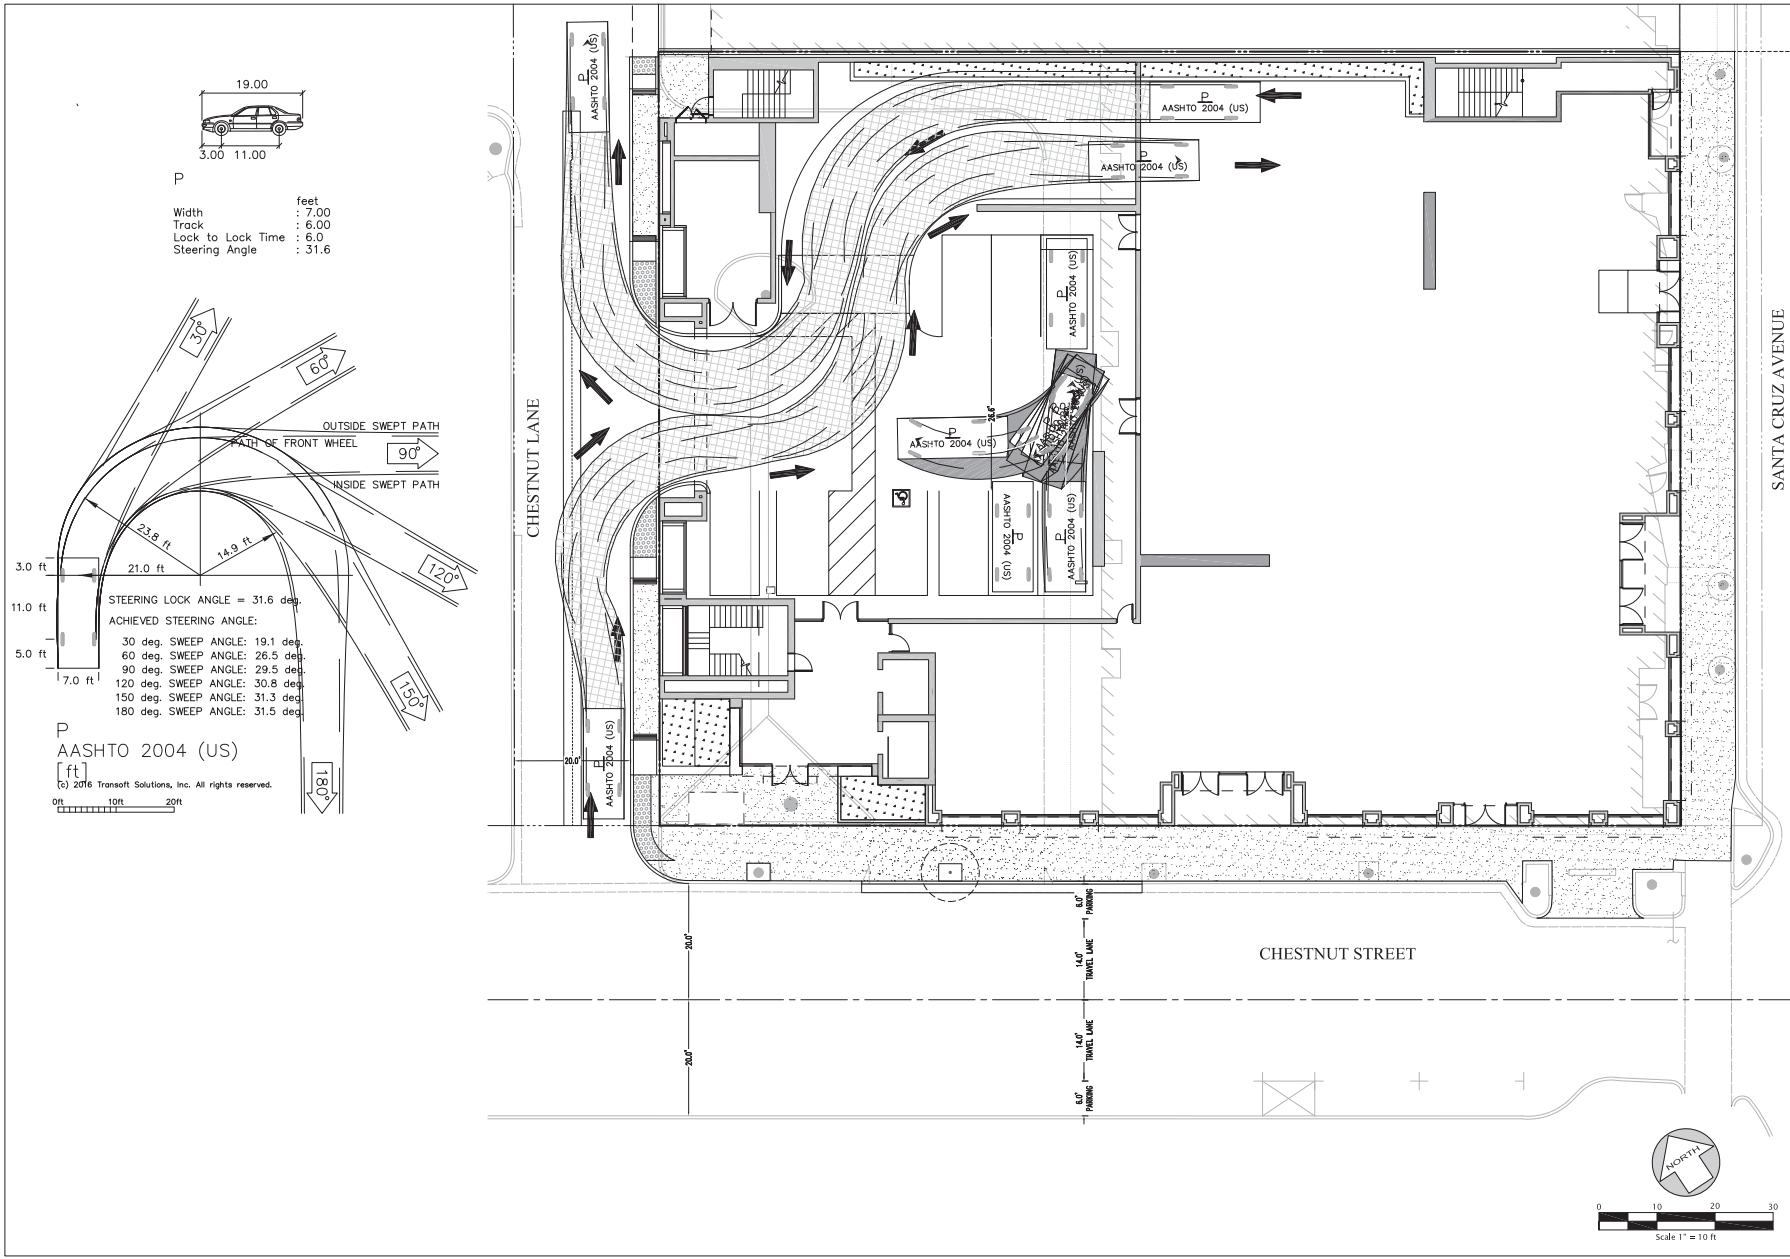 19.00
3.00 11.00
P
feet
Width : 7.00
Track : 6.00
Lock to Lock Time : 6.0
Steering Angle : 31.6
30°
60°
OUTSIDE SWEPT PATH
PATH OF FRONT WHEEL
90°
INSIDE SWEPT PATH
23.8 ft
14.9 ft
3.0 ft
21.0 ft
120°
11.0 ft
STEERING LOCK ANGLE = 31.6 deg.
ACHIEVED STEERING ANGLE:
30 deg. SWEEP ANGLE: 19.1 deg.
5.0 ft
60 deg. SWEEP ANGLE: 26.5 deg.
90 deg. SWEEP ANGLE: 29.5 deg.
7.0 ft
120 deg. SWEEP ANGLE: 30.8 deg.
150 deg. SWEEP ANGLE: 31.3 deg.
180 deg. SWEEP ANGLE: 31.5 deg.
150°
180°
P
AASHTO 2004 (US)
[ft]
(c) 2016 Transoft Solutions, Inc. All rights reserved.
0ft 10ft 20ft
P
AASHTO 2004 (US)
P
AASHTO 2004 (US)
P
AASHTO 2004 (US)
P
AASHTO 2004 (US)
P
AASHTO 2004 (US)
26.6'
AASHTO 2004 (US)
P
AASHTO 2004 (US)
P
AASHTO 2004 (US)
20.0'
CHESTNUT LANE
SANTA CRUZ AVENUE
6.0'
PARKING
20.0'
14.0'
TRAVEL LANE
CHESTNUT STREET
20.0'
14.0'
TRAVEL LANE
6.0'
PARKING
NORTH
0 10 20 30
Scale 1" = 10 ft